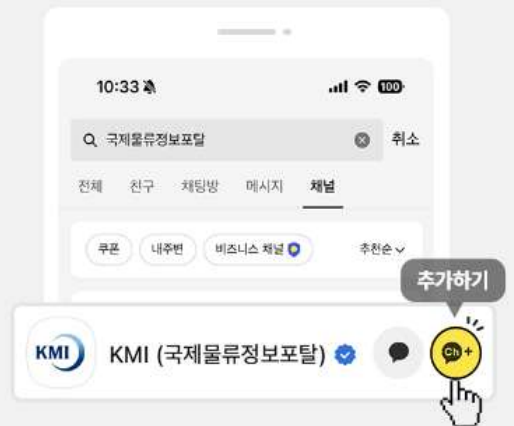 10:33
100
국제물류정보포탈 취소
전체 친구 채팅방 메시지 채널
쿠폰 내주변 비즈니스 채널 추천순
추가하기
KMI KMI (국제물류정보포탈) Ch+